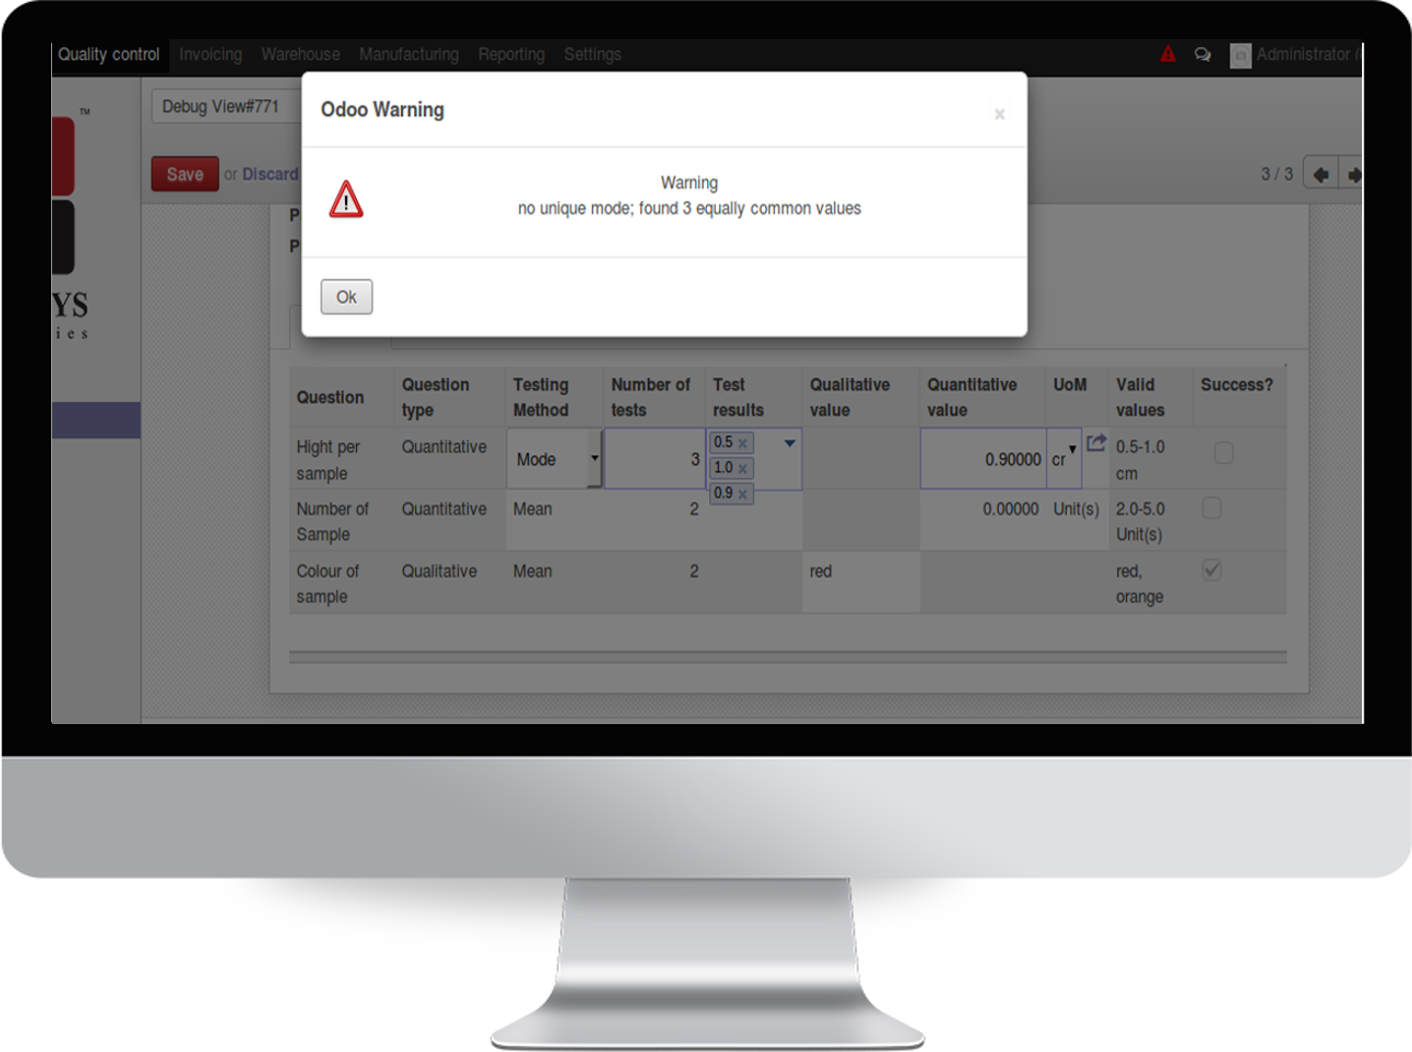 Quality control Invoicing Warehouse Manufacturing Reporting Settings Administrator (
Debug View#771
TM
Odoo Warning
×
Save or Discard
3 / 3
Warning
no unique mode; found 3 equally common values
P
P
Ok
YS
ies
Question Question type Testing Method Number of tests Test results Qualitative value Quantitative value UoM Valid values Success?
Hight per sample Quantitative Mode 3 0.5 x 1.0 x 0.9 x 0.90000 cr 0.5-1.0 cm
Number of Sample Quantitative Mean 2 0.00000 Unit(s) 2.0-5.0 Unit(s)
Colour of sample Qualitative Mean 2 red red, orange